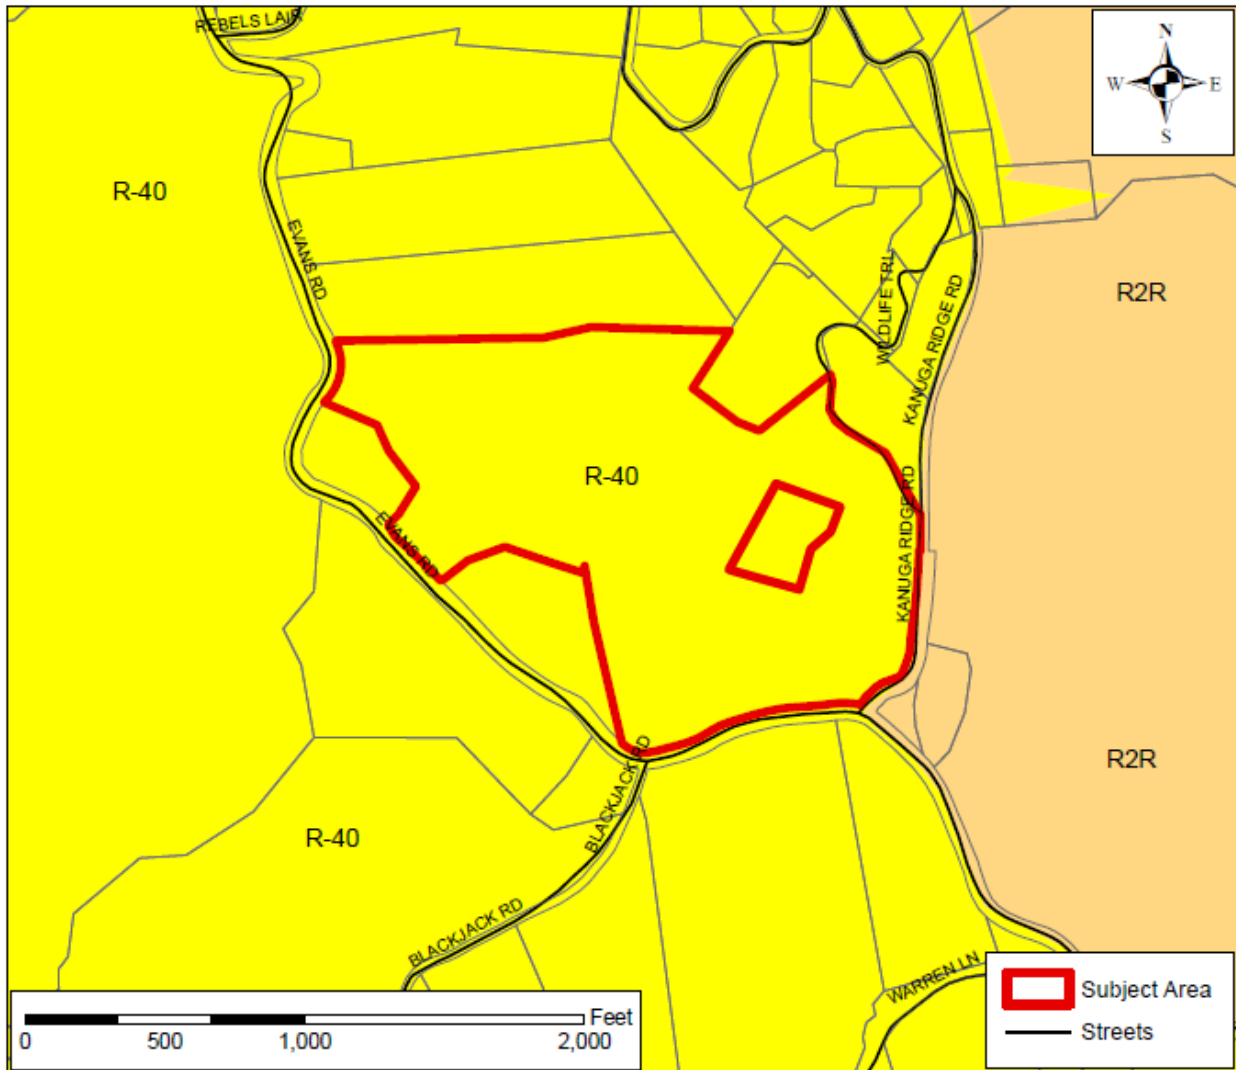 REBELS LAIR
N
W E
S
R-40
EVANS RD
R2R
WILDLIFE TRL
KANUGA RIDGE RD
R-40
KANUGA RIDGE RD
EVANS RD
R2R
BLACKJACK RD
R-40
BLACKJACK RD
WARREN LN
Subject Area
Streets
Feet
0 500 1,000 2,000